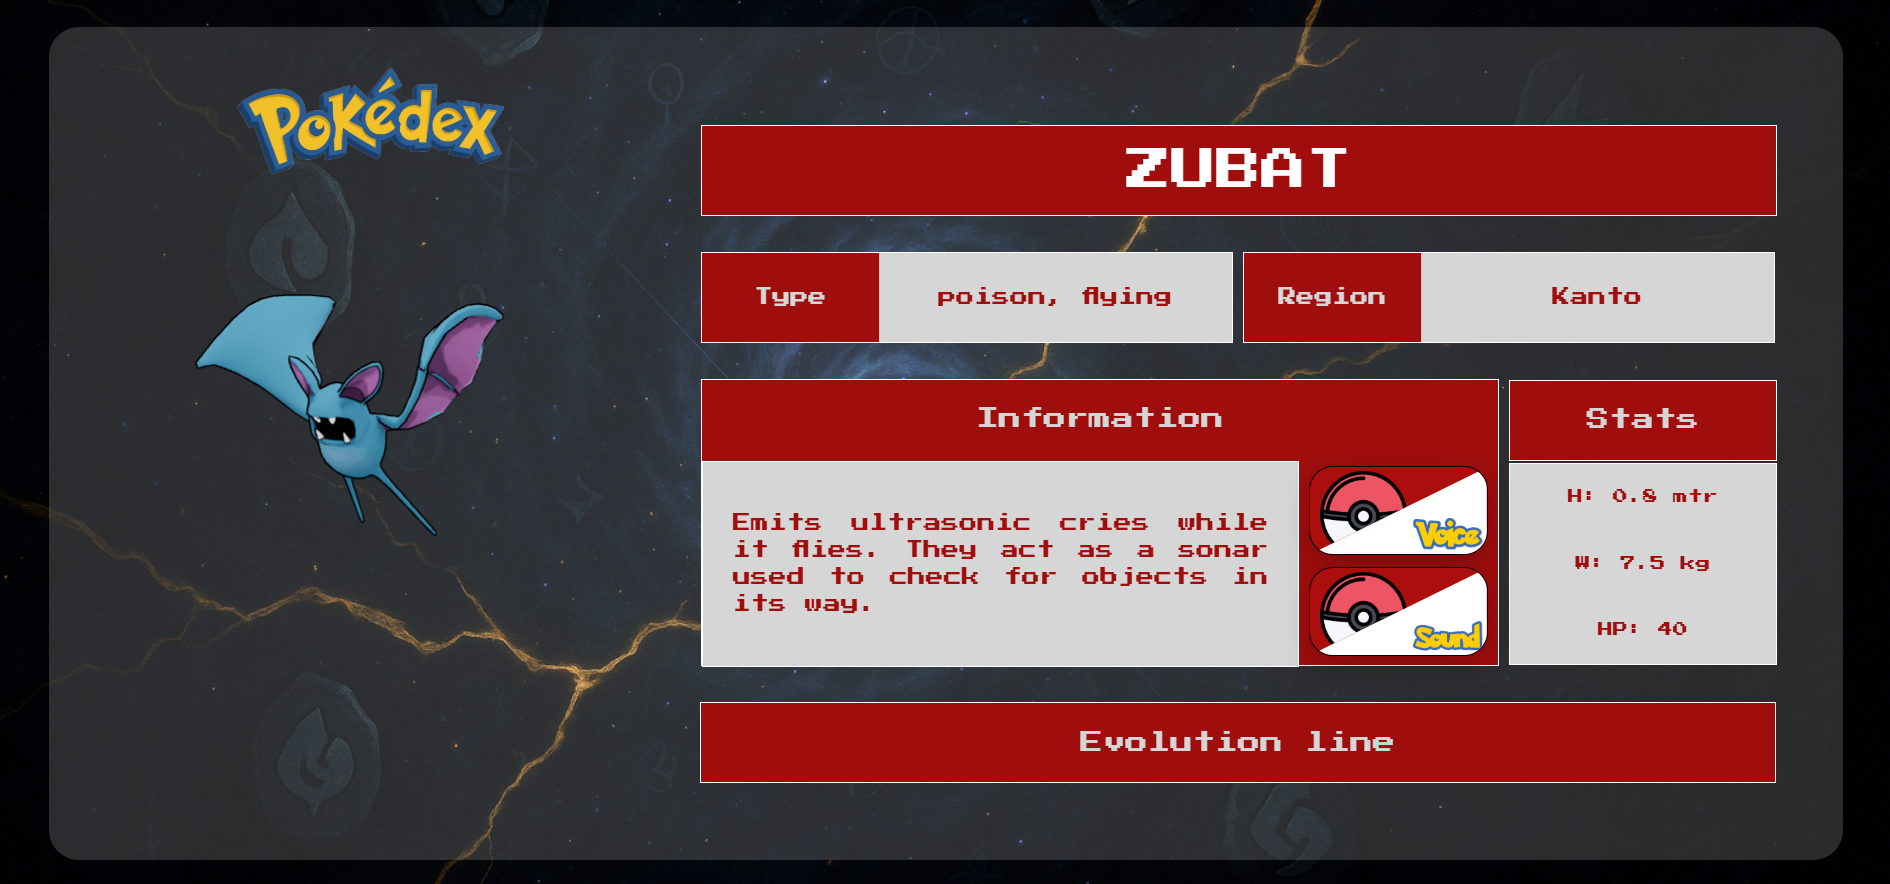 Pokédex
ZUBAT
Type
poison, flying
Region
Kanto
Information
Emits ultrasonic cries while
it flies. They act as a sonar
used to check for objects in
its way.
Voice
Sound
Stats
H: 0.8 mtr
W: 7.5 kg
HP: 40
Evolution line